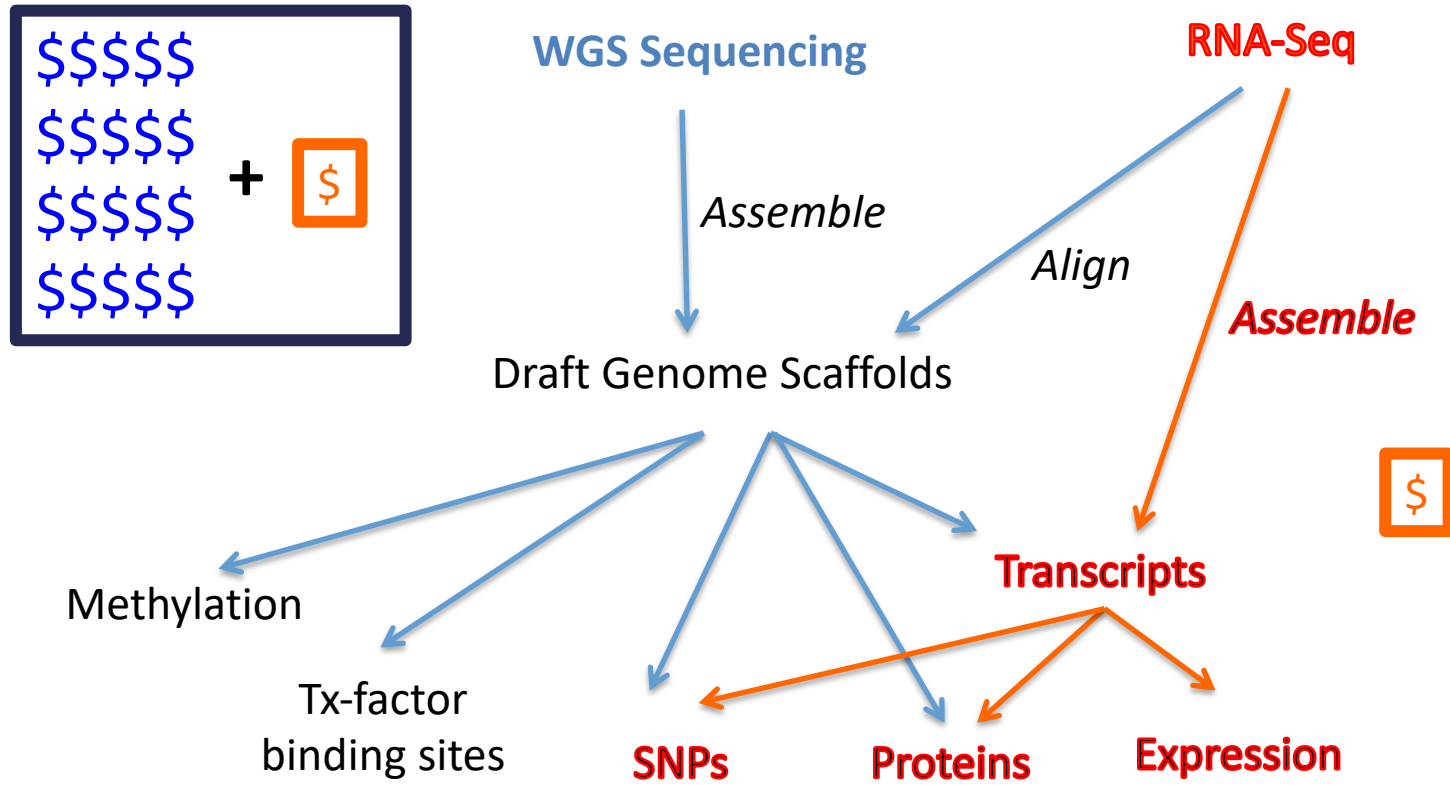 $$$$$
$$$$$
$$$$$
$$$$$
+
$
WGS Sequencing
RNA-Seq
Assemble
Align
Assemble
Draft Genome Scaffolds
$
Methylation
Transcripts
Tx-factor
binding sites
SNPs
Proteins
Expression